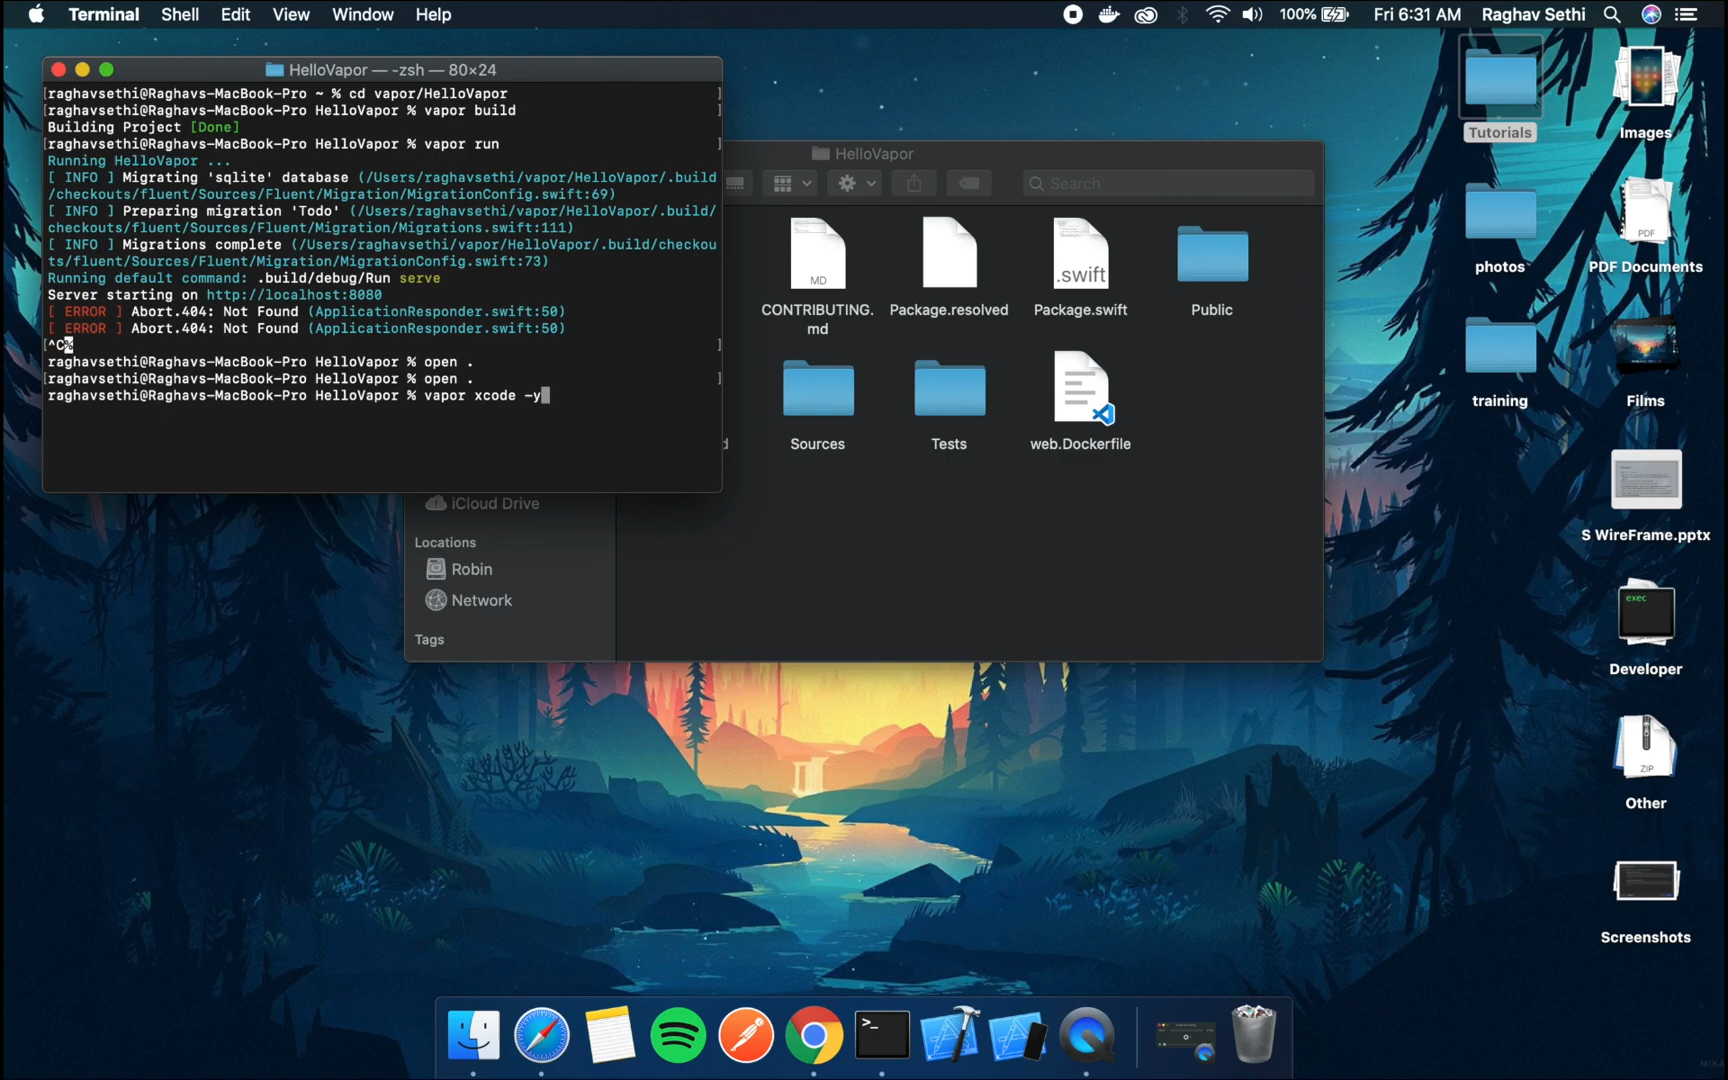 Terminal Shell Edit View Window Help
100% Fri 6:31 AM Raghav Sethi
HelloVapor — -zsh — 80×24
[raghavsethi@Raghavs-MacBook-Pro ~ % cd vapor/HelloVapor ]
[raghavsethi@Raghavs-MacBook-Pro HelloVapor % vapor build ]
Building Project [Done]
[raghavsethi@Raghavs-MacBook-Pro HelloVapor % vapor run ]
Running HelloVapor ...
[ INFO ] Migrating 'sqlite' database (/Users/raghavsethi/vapor/HelloVapor/.build
/checkouts/fluent/Sources/Fluent/Migration/MigrationConfig.swift:69)
[ INFO ] Preparing migration 'Todo' (/Users/raghavsethi/vapor/HelloVapor/.build/
checkouts/fluent/Sources/Fluent/Migration/Migrations.swift:111)
[ INFO ] Migrations complete (/Users/raghavsethi/vapor/HelloVapor/.build/checkou
ts/fluent/Sources/Fluent/Migration/MigrationConfig.swift:73)
Running default command: .build/debug/Run serve
Server starting on http://localhost:8080
[ ERROR ] Abort.404: Not Found (ApplicationResponder.swift:50)
[ ERROR ] Abort.404: Not Found (ApplicationResponder.swift:50)
[^C% ]
raghavsethi@Raghavs-MacBook-Pro HelloVapor % open .
[raghavsethi@Raghavs-MacBook-Pro HelloVapor % open . ]
raghavsethi@Raghavs-MacBook-Pro HelloVapor % vapor xcode -y
HelloVapor
Search
MD
CONTRIBUTING.
md
Package.resolved
.swift
Package.swift
Public
d
Sources
Tests
web.Dockerfile
iCloud Drive
Locations
Robin
Network
Tags
Tutorials
Images
photos
PDF
PDF Documents
training
Films
S WireFrame.pptx
exec
Developer
ZIP
Other
Screenshots
>_